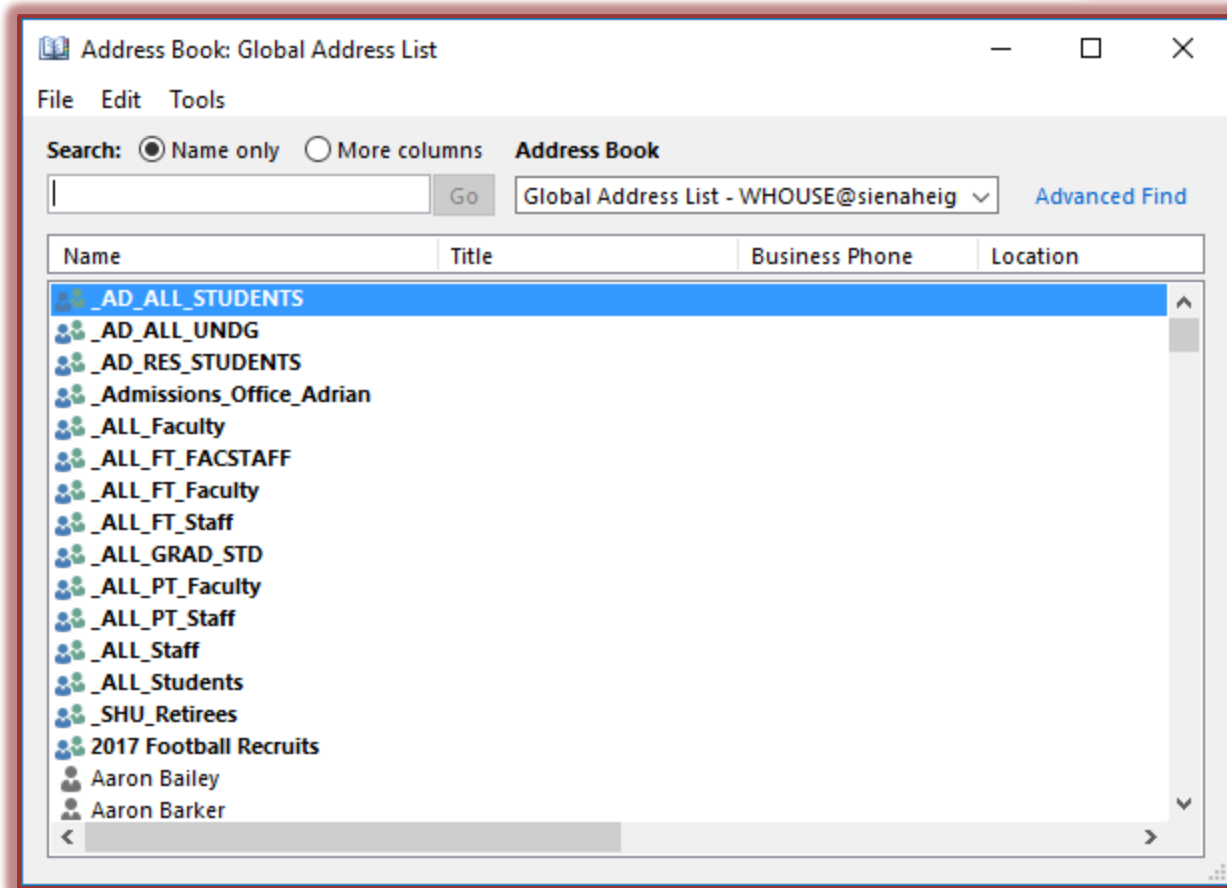 Address Book: Global Address List
File Edit Tools
Search: Name only More columns Address Book
Go Global Address List - WHOUSE@sienaheig Advanced Find
Name Title Business Phone Location
_AD_ALL_STUDENTS
_AD_ALL_UNDG
_AD_RES_STUDENTS
_Admissions_Office_Adrian
_ALL_Faculty
_ALL_FT_FACSTAFF
_ALL_FT_Faculty
_ALL_FT_Staff
_ALL_GRAD_STD
_ALL_PT_Faculty
_ALL_PT_Staff
_ALL_Staff
_ALL_Students
_SHU_Retirees
2017 Football Recruits
Aaron Bailey
Aaron Barker